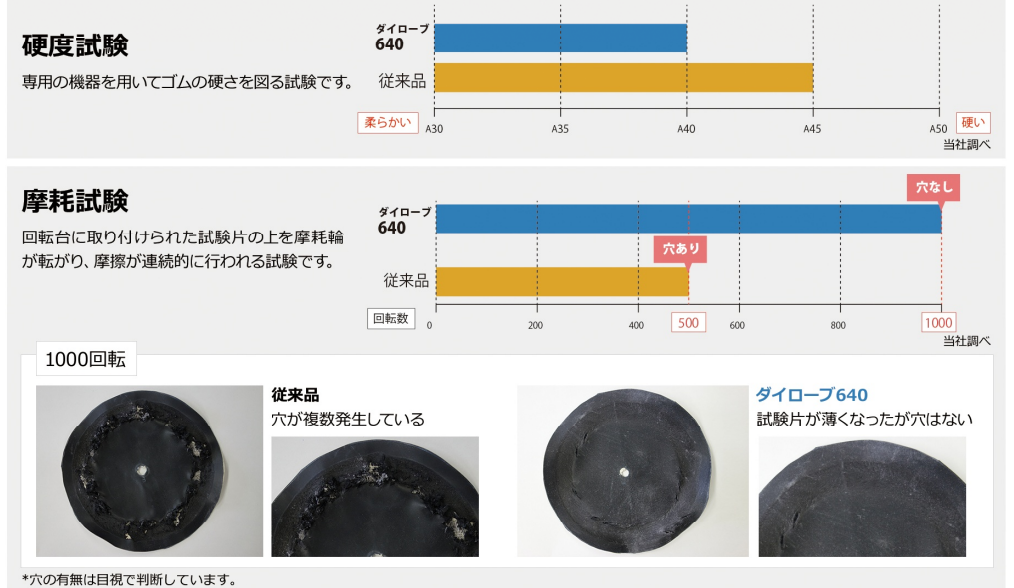 硬度試験
専用の機器を用いてゴムの硬さを図る試験です。
ダイローブ
640
従来品
柔らかい
A30
A35
A40
A45
A50
硬い
当社調べ
摩耗試験
回転台に取り付けられた試験片の上を摩耗輪
が転がり、摩擦が連続的に行われる試験です。
穴なし
ダイローブ
640
穴あり
従来品
回転数
0
200
400
500
600
800
1000
当社調べ
1000回転
従来品
穴が複数発生している
ダイローブ640
試験片が薄くなったが穴はない
*穴の有無は目視で判断しています。